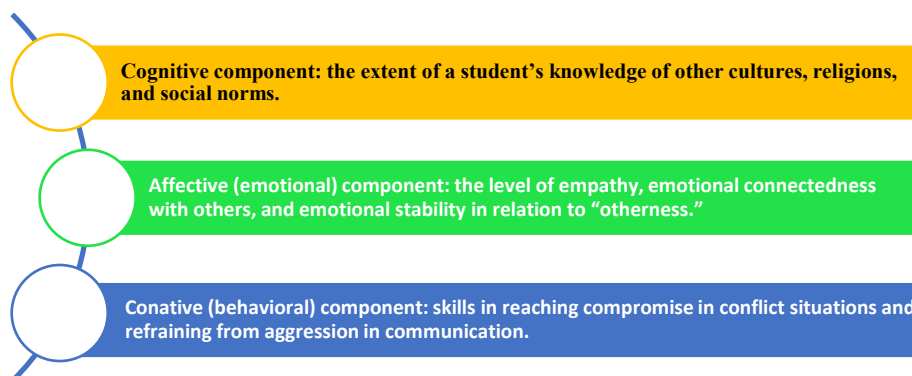 Cognitive component: the extent of a student’s knowledge of other cultures, religions,
and social norms.
Affective (emotional) component: the level of empathy, emotional connectedness
with others, and emotional stability in relation to “otherness.”
Conative (behavioral) component: skills in reaching compromise in conflict situations and
refraining from aggression in communication.